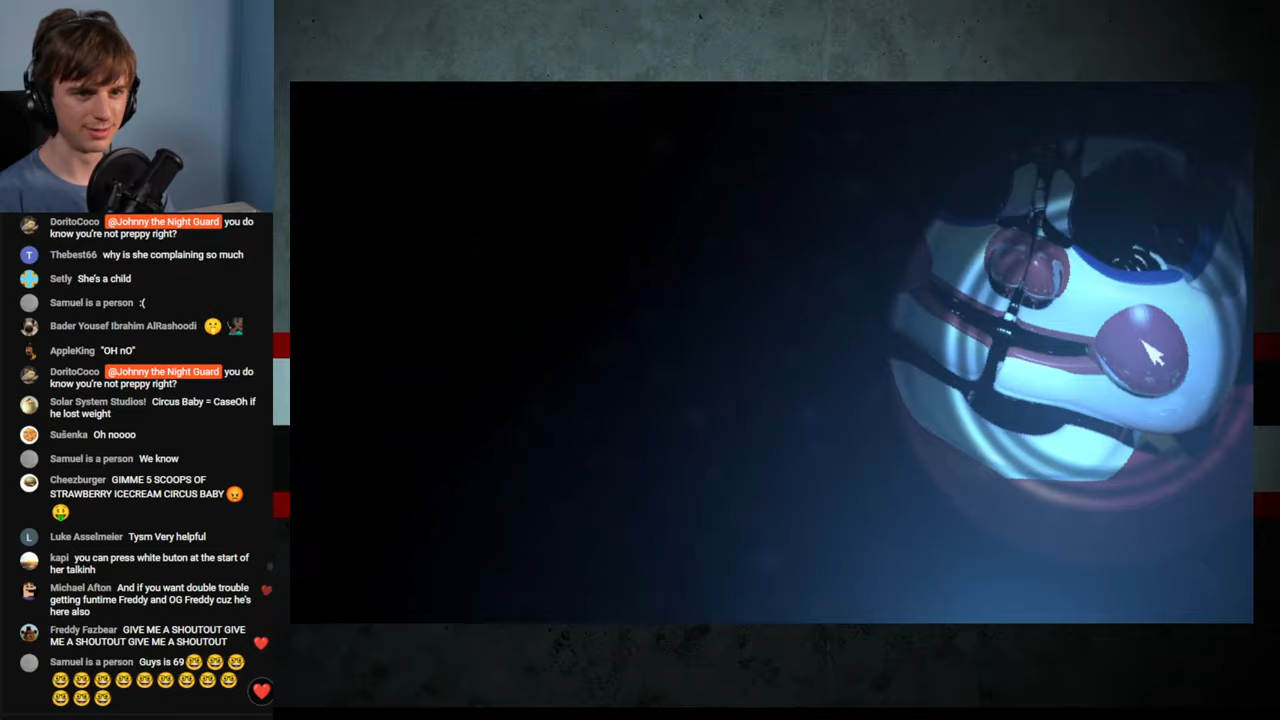 DoritoCoco @Johnny the Night Guard you do
know you're not preppy right?
Thebest66 why is she complaining so much
Setly She's a child
Samuel is a person :(
Bader Yousef Ibrahim AlRashoodi 🤫
AppleKing "OH nO"
DoritoCoco @Johnny the Night Guard you do
know you're not preppy right?
Solar System Studios! Circus Baby = CaseOh if
he lost weight
Sušenka Oh noooo
Samuel is a person We know
Cheezburger GIMME 5 SCOOPS OF
STRAWBERRY ICECREAM CIRCUS BABY 😡
🤑
L Luke Asselmeier Tysm Very helpful
kapi you can press white buton at the start of
her talkinh
Michael Afton And if you want double trouble
getting funtime Freddy and OG Freddy cuz he's
here also
Freddy Fazbear GIVE ME A SHOUTOUT GIVE
ME A SHOUTOUT GIVE ME A SHOUTOUT
Samuel is a person Guys is 69🤓🤓🤓
🤓🤓🤓🤓🤓🤓🤓🤓🤓
🤓🤓🤓